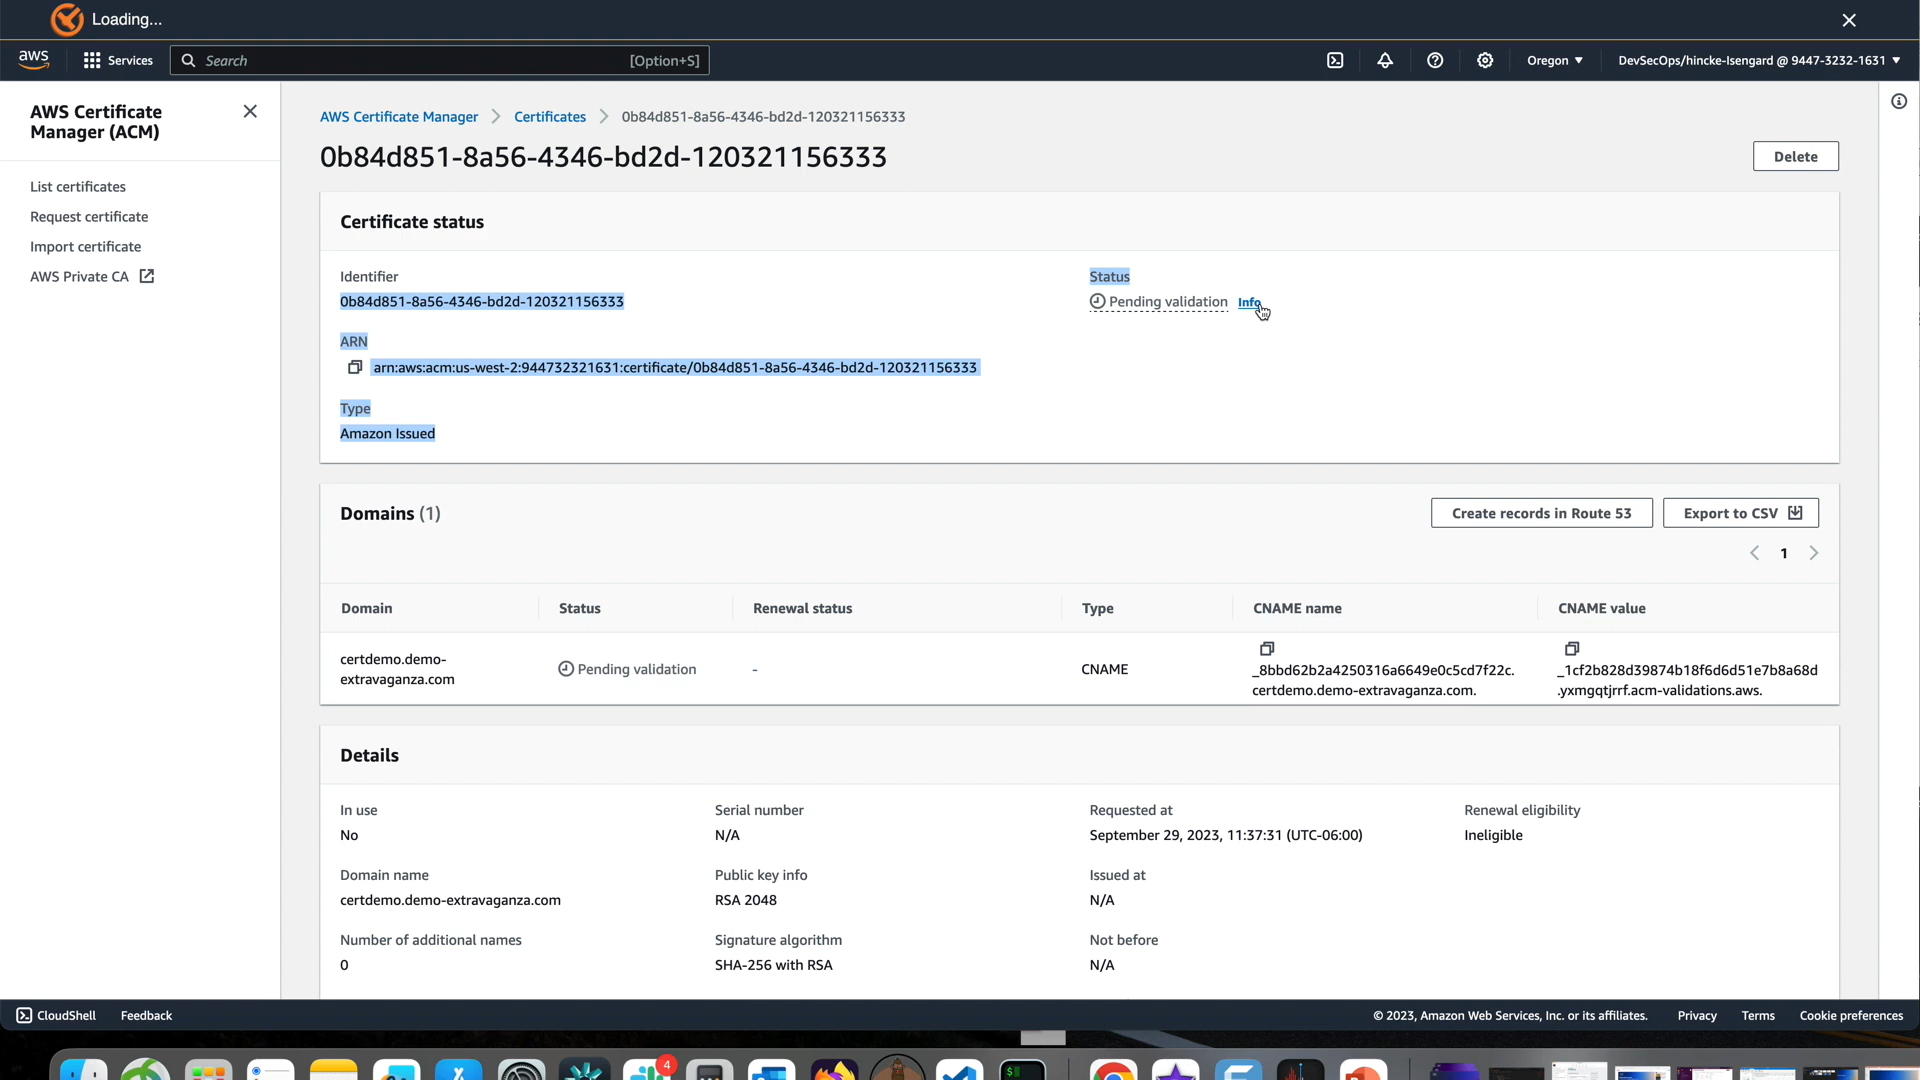 Loading...
aws
Services
Search
[Option+S]
Oregon
DevSecOps/hincke-Isengard @ 9447-3232-1631
AWS Certificate
Manager (ACM)
List certificates
Request certificate
Import certificate
AWS Private CA
AWS Certificate Manager
Certificates
0b84d851-8a56-4346-bd2d-120321156333
0b84d851-8a56-4346-bd2d-120321156333
Delete
Certificate status
Identifier
0b84d851-8a56-4346-bd2d-120321156333
Status
Pending validation
Info
ARN
arn:aws:acm:us-west-2:944732321631:certificate/0b84d851-8a56-4346-bd2d-120321156333
Type
Amazon Issued
Domains (1)
Create records in Route 53
Export to CSV
1
Domain
Status
Renewal status
Type
CNAME name
CNAME value
certdemo.demo-
extravaganza.com
Pending validation
-
CNAME
_8bbd62b2a4250316a6649e0c5cd7f22c.
certdemo.demo-extravaganza.com.
_1cf2b828d39874b18f6d6d51e7b8a68d
.yxmgqtjrrf.acm-validations.aws.
Details
In use
No
Serial number
N/A
Requested at
September 29, 2023, 11:37:31 (UTC-06:00)
Renewal eligibility
Ineligible
Domain name
certdemo.demo-extravaganza.com
Public key info
RSA 2048
Issued at
N/A
Number of additional names
0
Signature algorithm
SHA-256 with RSA
Not before
N/A
CloudShell
Feedback
© 2023, Amazon Web Services, Inc. or its affiliates.
Privacy
Terms
Cookie preferences
4